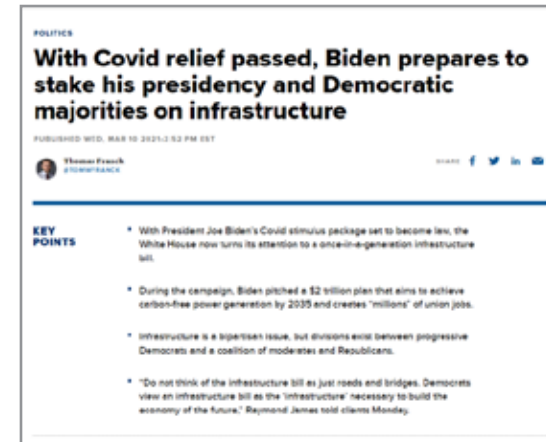 POLITICS
With Covid relief passed, Biden prepares to
stake his presidency and Democratic
majorities on infrastructure
PUBLISHED WED, MAR 10 2021 2:52 PM EST
Thomas Franck
@TOMWFRANCK
SHARE
KEY
POINTS
With President Joe Biden's Covid stimulus package set to become law, the
White House now turns its attention to a once-in-a-generation infrastructure
bill.
During the campaign, Biden pitched a $2 trillion plan that aims to achieve
carbon-free power generation by 2035 and creates "millions" of union jobs.
Infrastructure is a bipartisan issue, but divisions exist between progressive
Democrats and a coalition of moderates and Republicans.
"Do not think of the infrastructure bill as just roads and bridges. Democrats
view an infrastructure bill as the 'infrastructure' necessary to build the
economy of the future," Raymond James told clients Monday.